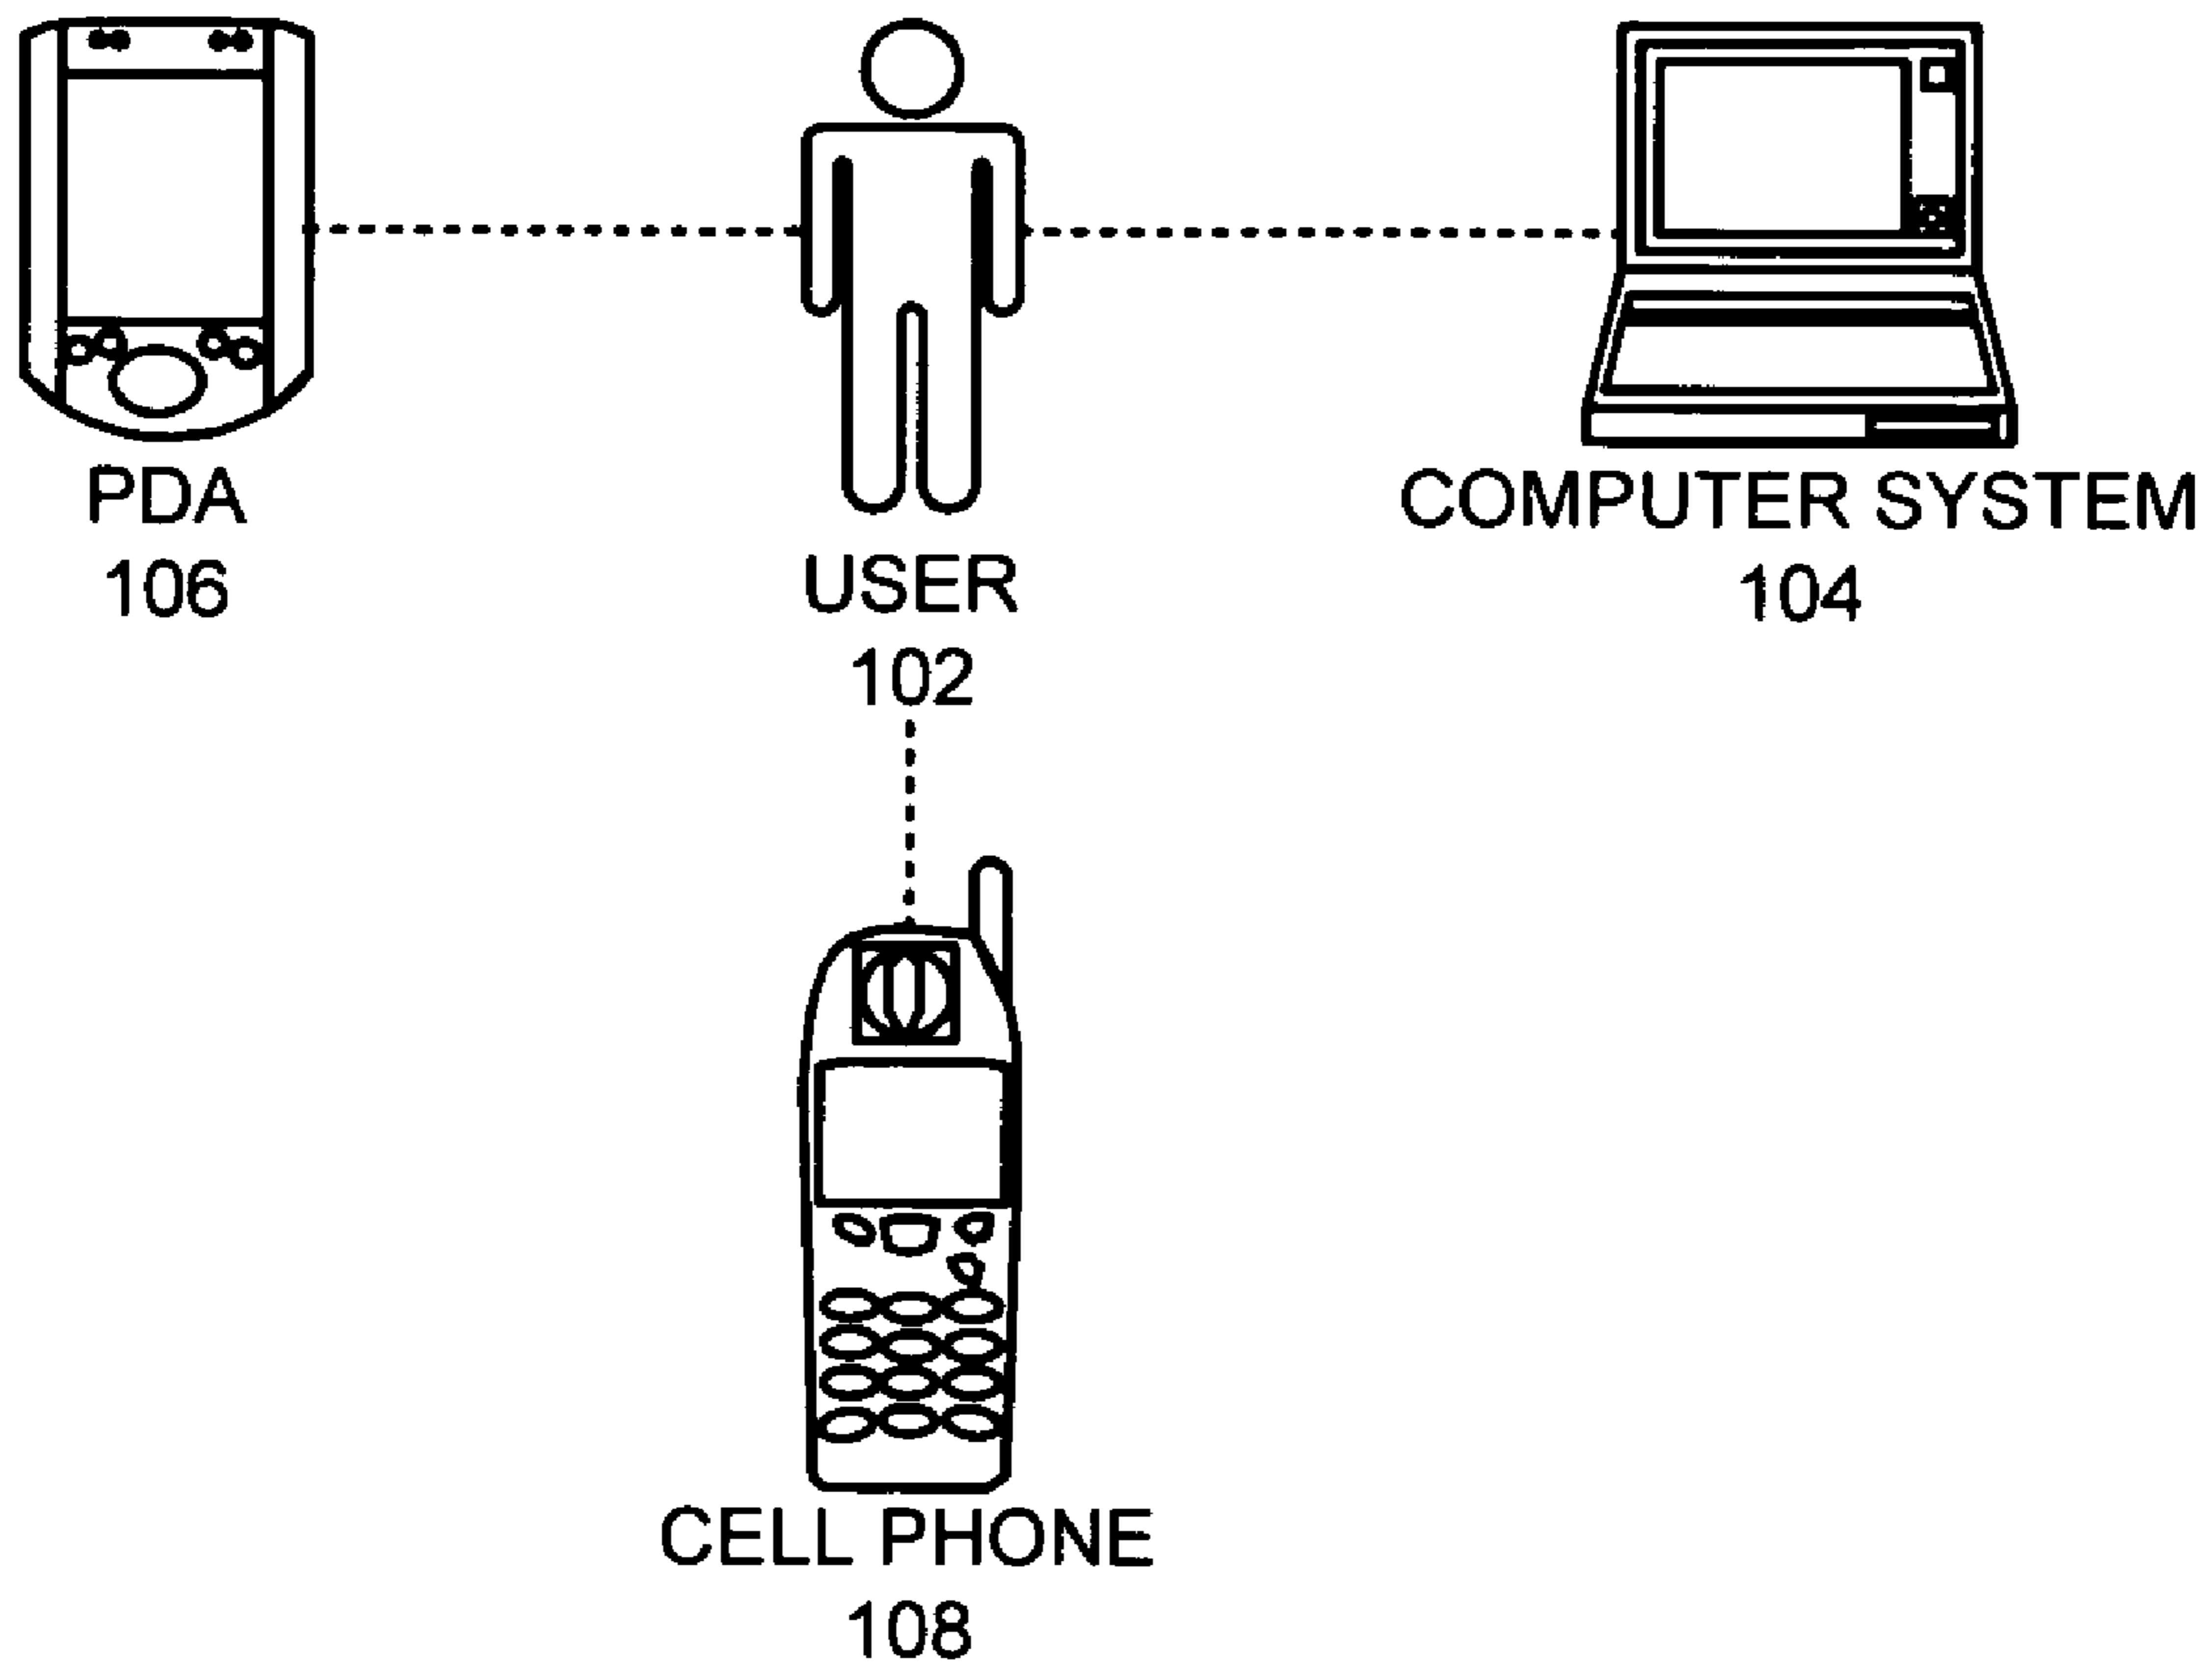 PDA
106
USER
102
COMPUTER SYSTEM
104
CELL PHONE
108